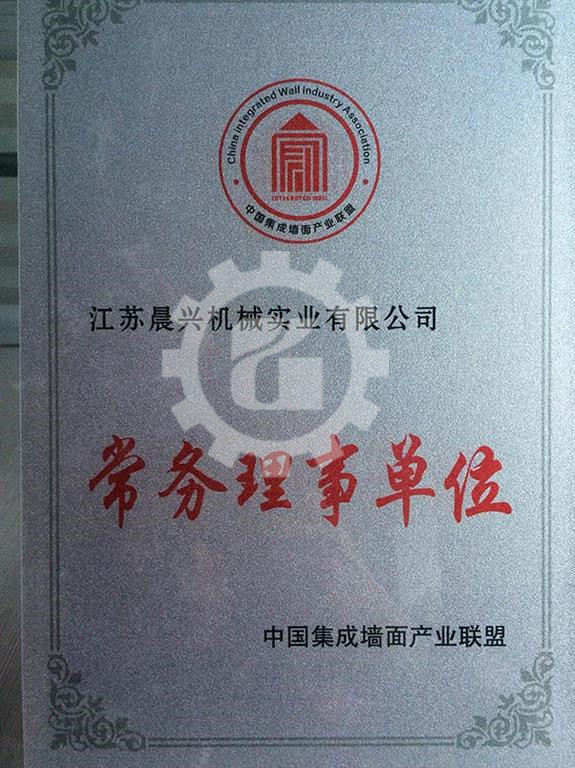 China Integrated Wall Industry Association
INTEGRATED WALL
中国集成墙面产业联盟
江苏晨兴机械实业有限公司
常务理事单位
中国集成墙面产业联盟